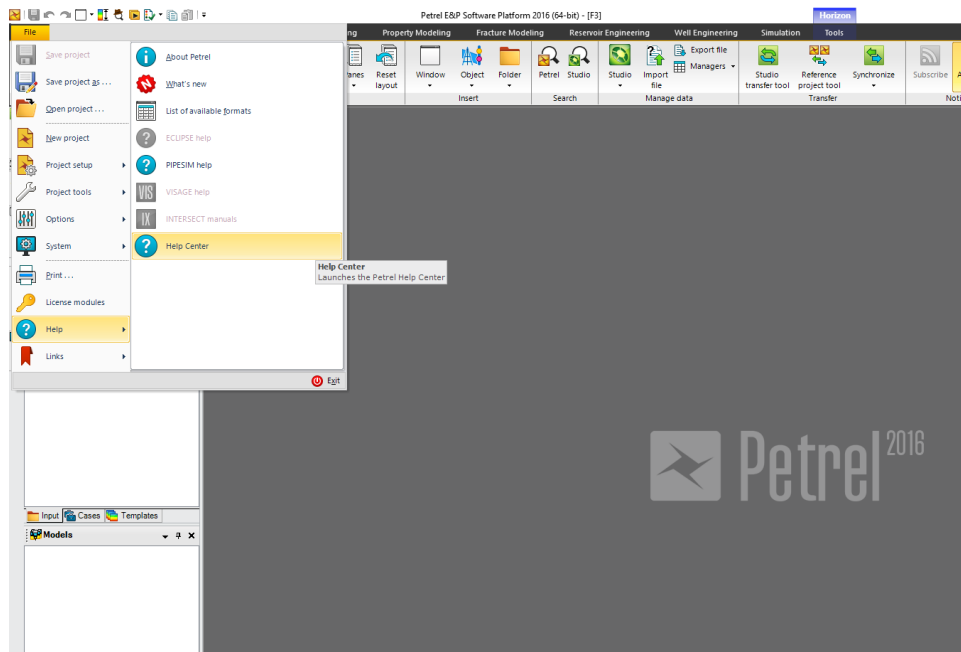 Petrel E&P Software Platform 2016 (64-bit) - [F3]
Horizon
File
ng
Property Modeling
Fracture Modeling
Reservoir Engineering
Well Engineering
Simulation
Tools
Save project
Save project as ...
Open project ...
New project
Project setup
Project tools
Options
System
Print ...
License modules
Help
Links
About Petrel
What's new
List of available formats
ECLIPSE help
PIPESIM help
VIS
VISAGE help
IX
INTERSECT manuals
Help Center
Help Center
Launches the Petrel Help Center
Exit
anes
Reset layout
Window
Object
Folder
Insert
Petrel
Studio
Search
Studio
Import file
Export file
Managers
Manage data
Studio transfer tool
Reference project tool
Synchronize
Transfer
Subscribe
A
Noti
Petrel 2016
Input
Cases
Templates
Models